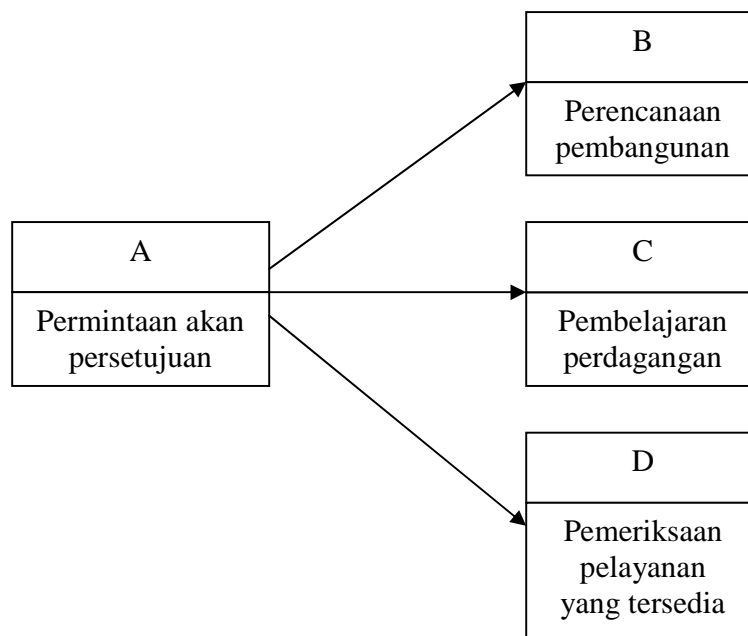 B
Perencanaan
pembangunan
A
Permintaan akan
persetujuan
C
Pembelajaran
perdagangan
D
Pemeriksaan
pelayanan
yang tersedia